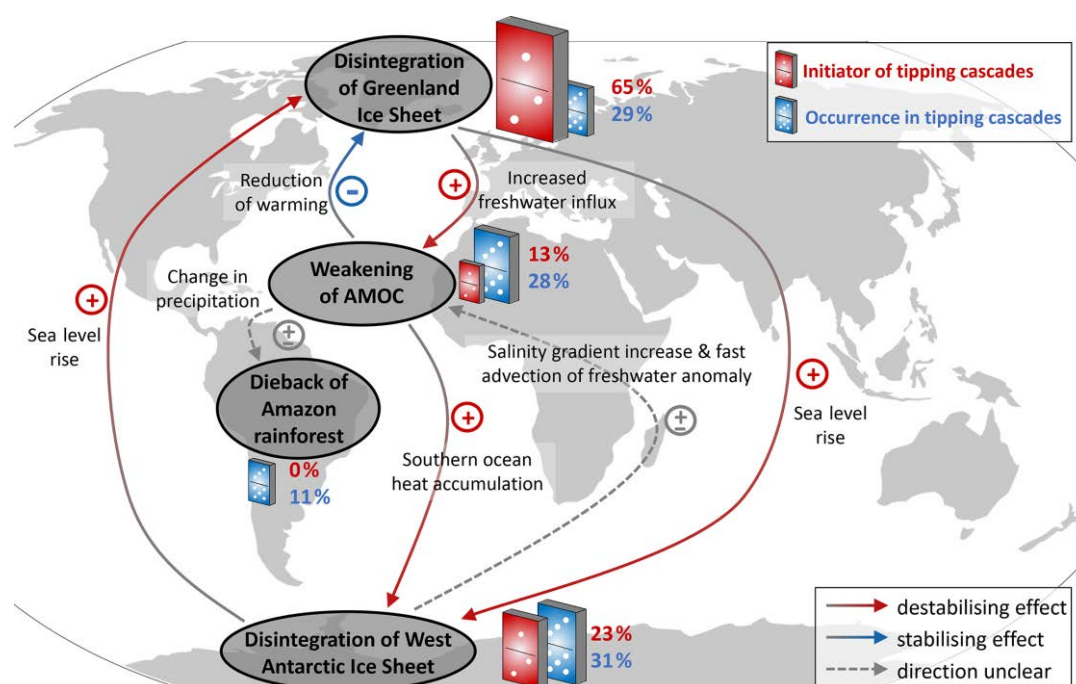 Disintegration
of Greenland
Ice Sheet
65%
29%
Initiator of tipping cascades
Occurrence in tipping cascades
Reduction
of warming
−
+
Increased
freshwater influx
Weakening
of AMOC
13%
28%
Change in
precipitation
±
+
Sea level
rise
Salinity gradient increase & fast
advection of freshwater anomaly
Dieback of
Amazon
rainforest
0%
11%
+
Southern ocean
heat accumulation
±
+
Sea level
rise
Disintegration of West
Antarctic Ice Sheet
23%
31%
destabilising effect
stabilising effect
direction unclear